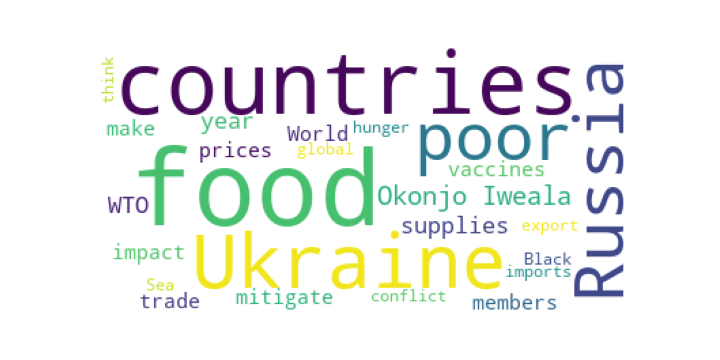 think
countries
make
year
World
hunger
poor
Russia
prices
global
food
vaccines
WTO
Okonjo Iweala
supplies
export
Ukraine
impact
Black
imports
Sea
trade
mitigate
conflict
members